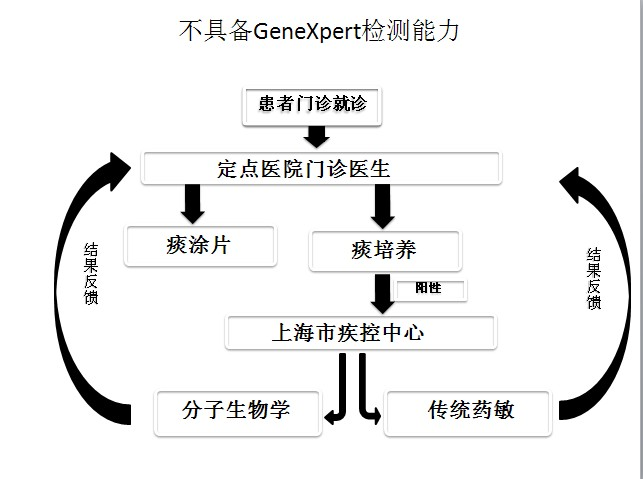 不具备GeneXpert检测能力
患者门诊就诊
定点医院门诊医生
痰涂片
痰培养
阳性
上海市疾控中心
分子生物学
传统药敏
结果反馈
结果反馈